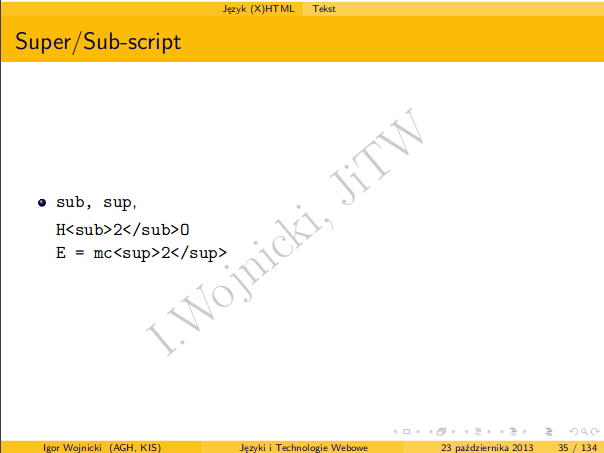 Język (X)HTML Tekst
Super/Sub-script
sub, sup,
H<sub>2</sub>O
E = mc<sup>2</sup>
I.Wojnicki, JiTW
Igor Wojnicki (AGH, KIS) Języki i Technologie Webowe 23 października 2013 35 / 134